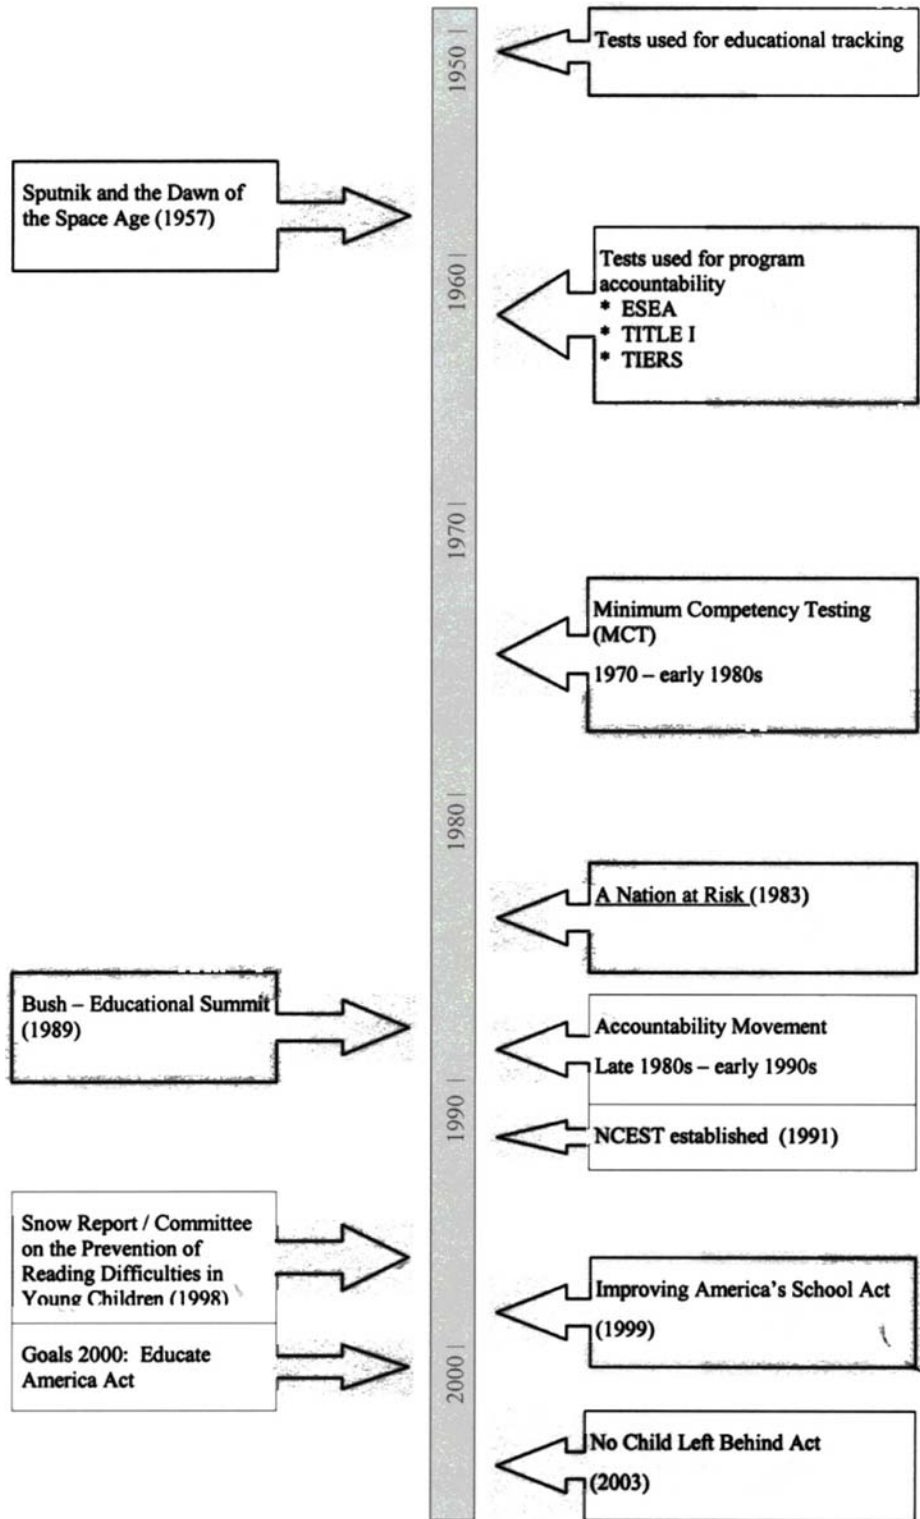 1950 |
Tests used for educational tracking
Sputnik and the Dawn of
the Space Age (1957)
1960 |
Tests used for program
accountability
* ESEA
* TITLE I
* TIERS
1970 |
Minimum Competency Testing
(MCT)
1970 – early 1980s
1980 |
A Nation at Risk (1983)
Bush – Educational Summit
(1989)
Accountability Movement
Late 1980s – early 1990s
1990 |
NCEST established (1991)
Snow Report / Committee
on the Prevention of
Reading Difficulties in
Young Children (1998)
Improving America's School Act
(1999)
Goals 2000: Educate
America Act
2000 |
No Child Left Behind Act
(2003)